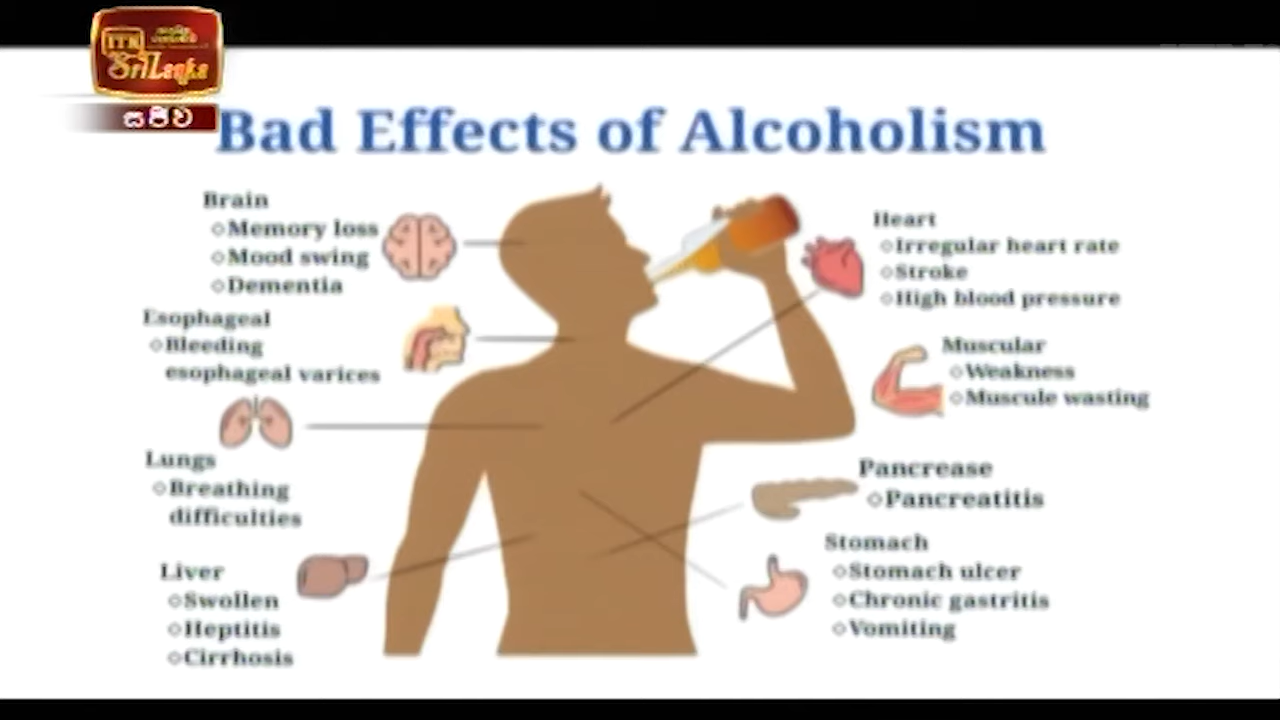 ITN
Sri Lanka
සජීව
Bad Effects of Alcoholism
Brain
Memory loss
Mood swing
Dementia
Esophageal
Bleeding
esophageal varices
Lungs
Breathing
difficulties
Liver
Swollen
Heptitis
Cirrhosis
Heart
Irregular heart rate
Stroke
High blood pressure
Muscular
Weakness
Muscule wasting
Pancrease
Pancreatitis
Stomach
Stomach ulcer
Chronic gastritis
Vomiting